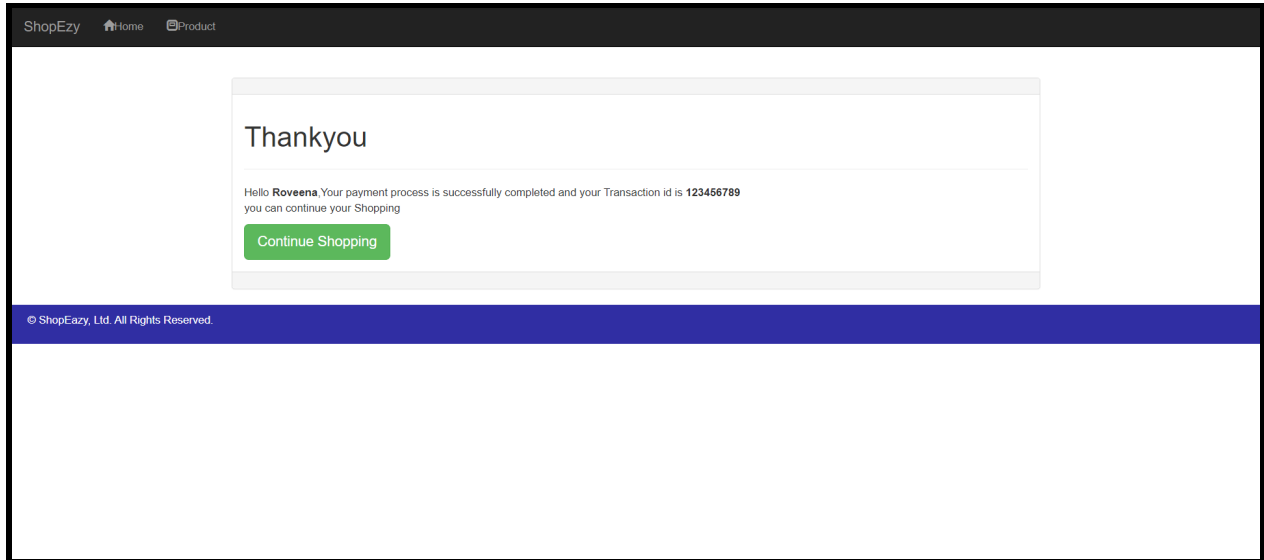 ShopEzy Home Product
Thankyou
Hello Roveena,Your payment process is successfully completed and your Transaction id is 123456789
you can continue your Shopping
Continue Shopping
© ShopEazy, Ltd. All Rights Reserved.